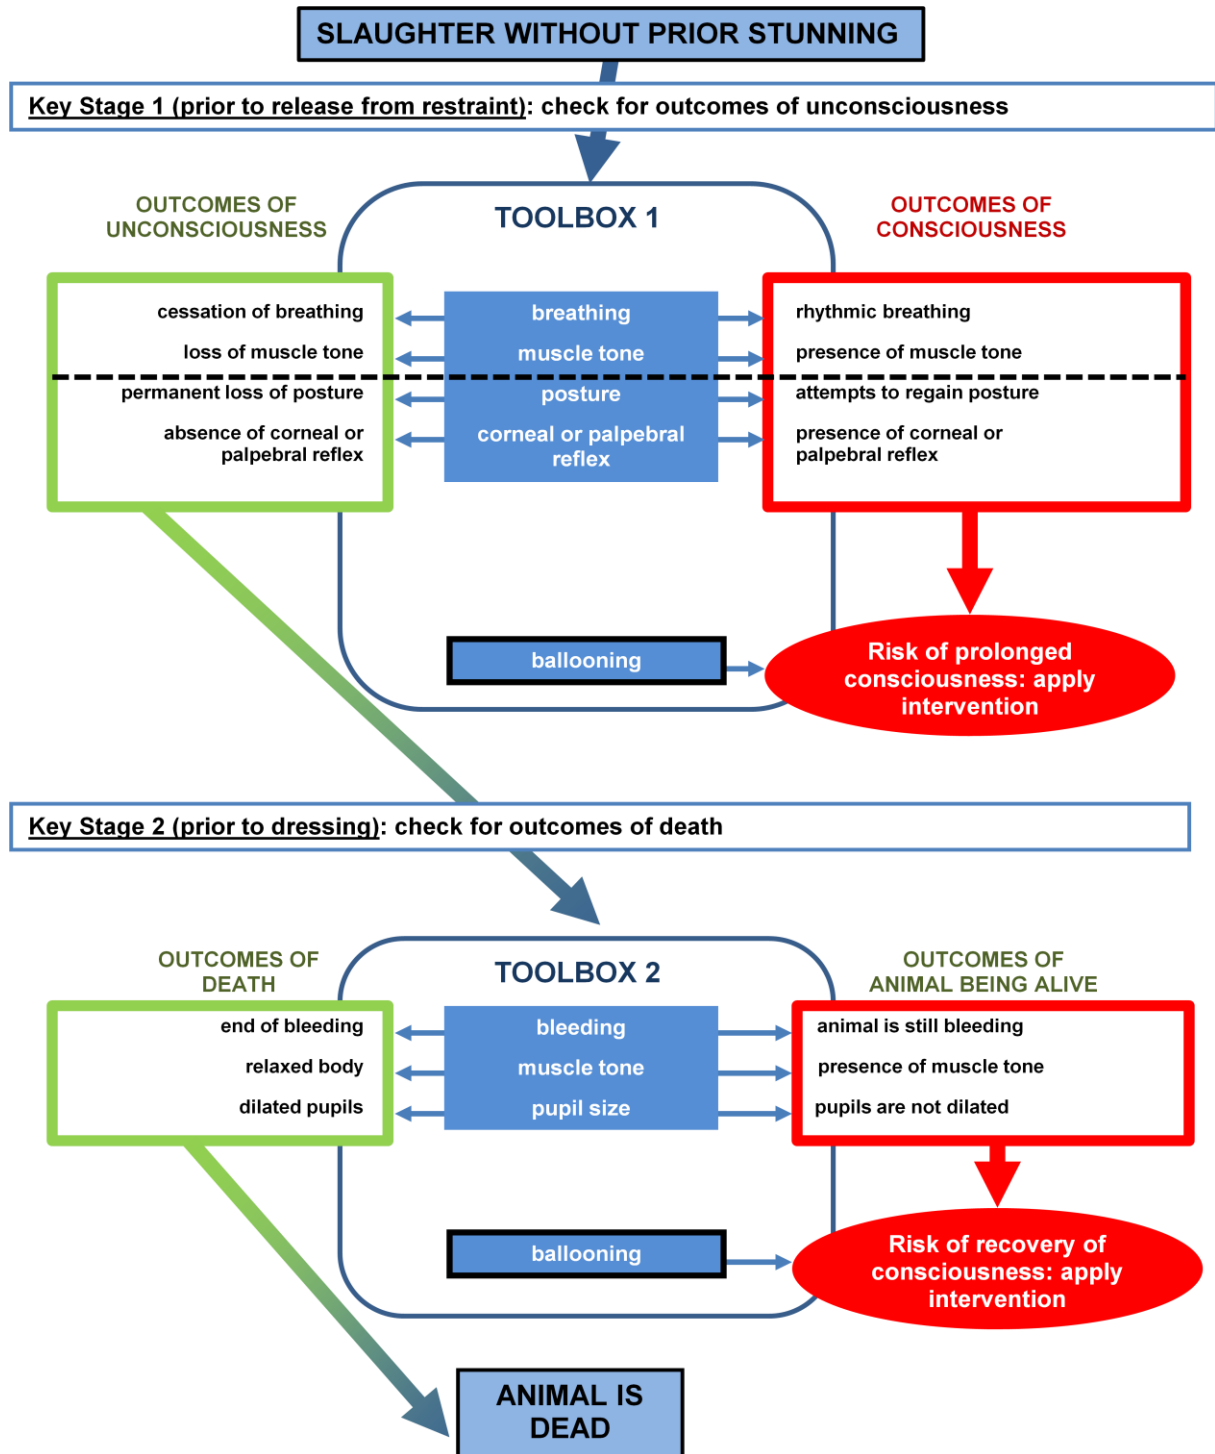 SLAUGHTER WITHOUT PRIOR STUNNING
Key Stage 1 (prior to release from restraint): check for outcomes of unconsciousness
OUTCOMES OF
UNCONSCIOUSNESS
TOOLBOX 1
OUTCOMES OF
CONSCIOUSNESS
cessation of breathing
breathing
rhythmic breathing
loss of muscle tone
muscle tone
presence of muscle tone
permanent loss of posture
posture
attempts to regain posture
absence of corneal or
palpebral reflex
corneal or palpebral
reflex
presence of corneal or
palpebral reflex
ballooning
Risk of prolonged
consciousness: apply
intervention
Key Stage 2 (prior to dressing): check for outcomes of death
OUTCOMES OF
DEATH
TOOLBOX 2
OUTCOMES OF
ANIMAL BEING ALIVE
end of bleeding
bleeding
animal is still bleeding
relaxed body
muscle tone
presence of muscle tone
dilated pupils
pupil size
pupils are not dilated
ballooning
Risk of recovery of
consciousness: apply
intervention
ANIMAL IS
DEAD